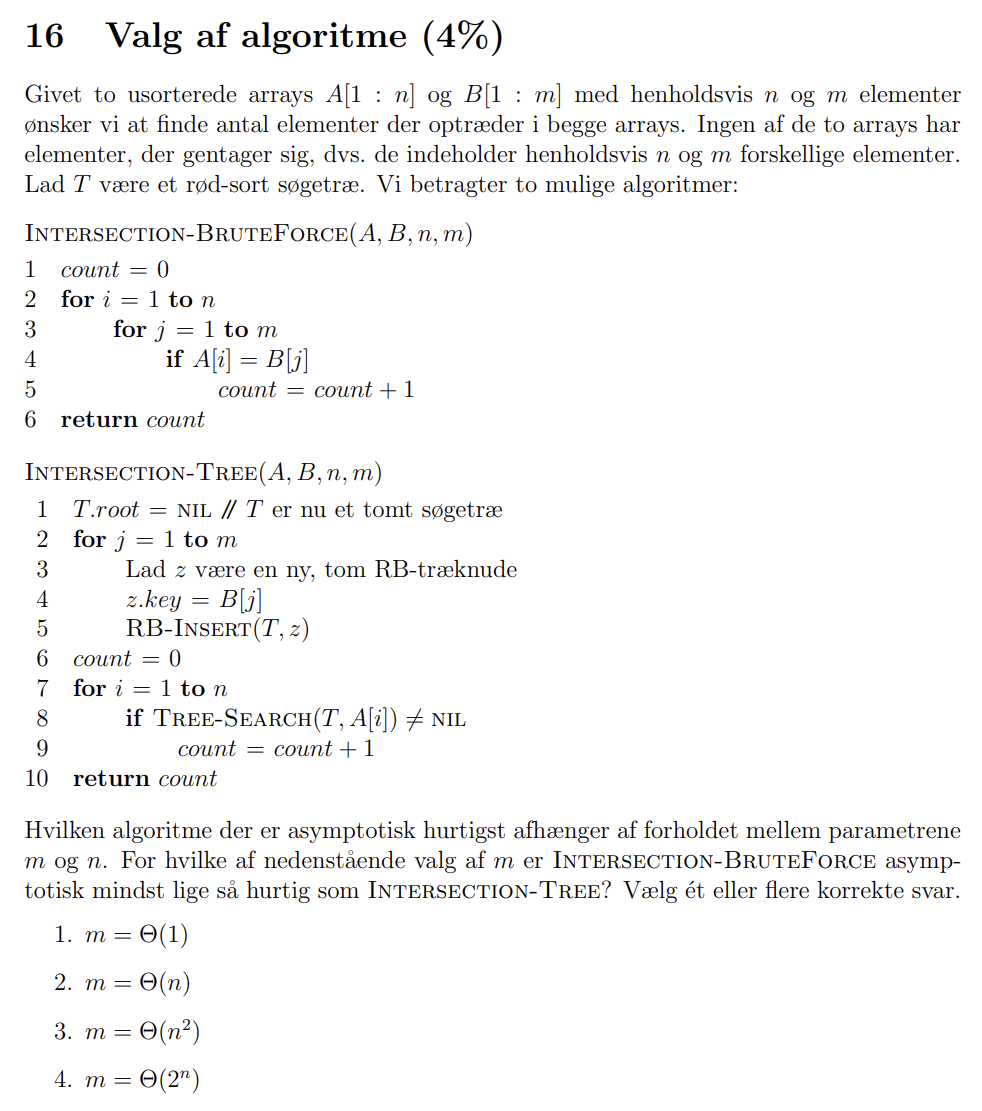 16 Valg af algoritme (4%)
Givet to usorterede arrays A[1 : n] og B[1 : m] med henholdsvis n og m elementer
ønsker vi at finde antal elementer der optræder i begge arrays. Ingen af de to arrays har
elementer, der gentager sig, dvs. de indeholder henholdsvis n og m forskellige elementer.
Lad T være et rød-sort søgetræ. Vi betragter to mulige algoritmer:
INTERSECTION-BRUTEFORCE(A, B, n, m)
1 count = 0
2 for i = 1 to n
3 for j = 1 to m
4 if A[i] = B[j]
5 count = count + 1
6 return count
INTERSECTION-TREE(A, B, n, m)
1 T.root = NIL // T er nu et tomt søgetræ
2 for j = 1 to m
3 Lad z være en ny, tom RB-træknude
4 z.key = B[j]
5 RB-INSERT(T, z)
6 count = 0
7 for i = 1 to n
8 if TREE-SEARCH(T, A[i]) ≠ NIL
9 count = count + 1
10 return count
Hvilken algoritme der er asymptotisk hurtigst afhænger af forholdet mellem parametrene
m og n. For hvilke af nedenstående valg af m er INTERSECTION-BRUTEFORCE asymp-
totisk mindst lige så hurtig som INTERSECTION-TREE? Vælg ét eller flere korrekte svar.
1. m = Θ(1)
2. m = Θ(n)
3. m = Θ(n²)
4. m = Θ(2ⁿ)